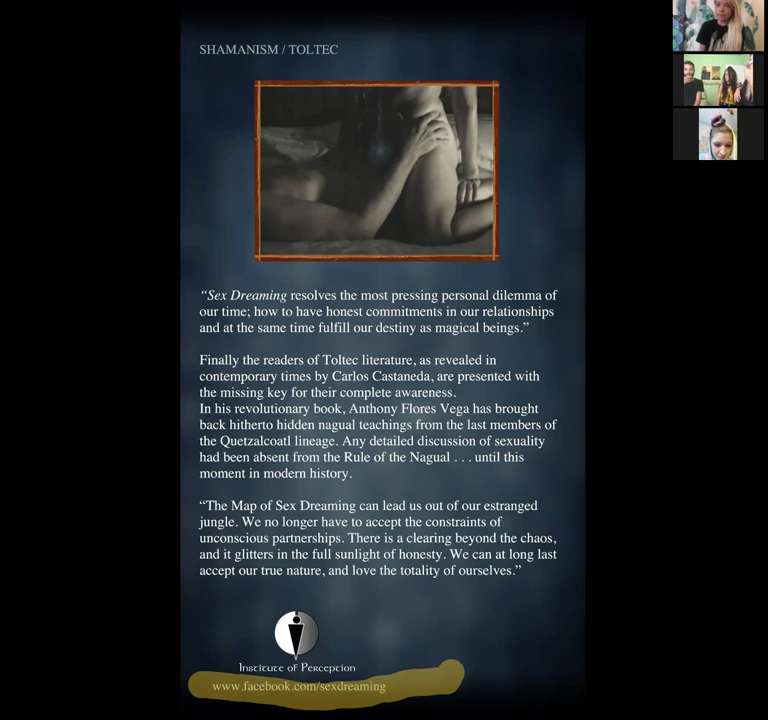 SHAMANISM / TOLTEC
“Sex Dreaming resolves the most pressing personal dilemma of
our time; how to have honest commitments in our relationships
and at the same time fulfill our destiny as magical beings.”
Finally the readers of Toltec literature, as revealed in
contemporary times by Carlos Castaneda, are presented with
the missing key for their complete awareness.
In his revolutionary book, Anthony Flores Vega has brought
back hitherto hidden nagual teachings from the last members of
the Quetzalcoatl lineage. Any detailed discussion of sexuality
had been absent from the Rule of the Nagual . . . until this
moment in modern history.
“The Map of Sex Dreaming can lead us out of our estranged
jungle. We no longer have to accept the constraints of
unconscious partnerships. There is a clearing beyond the chaos,
and it glitters in the full sunlight of honesty. We can at long last
accept our true nature, and love the totality of ourselves.”
Institute of Perception
www.facebook.com/sexdreaming